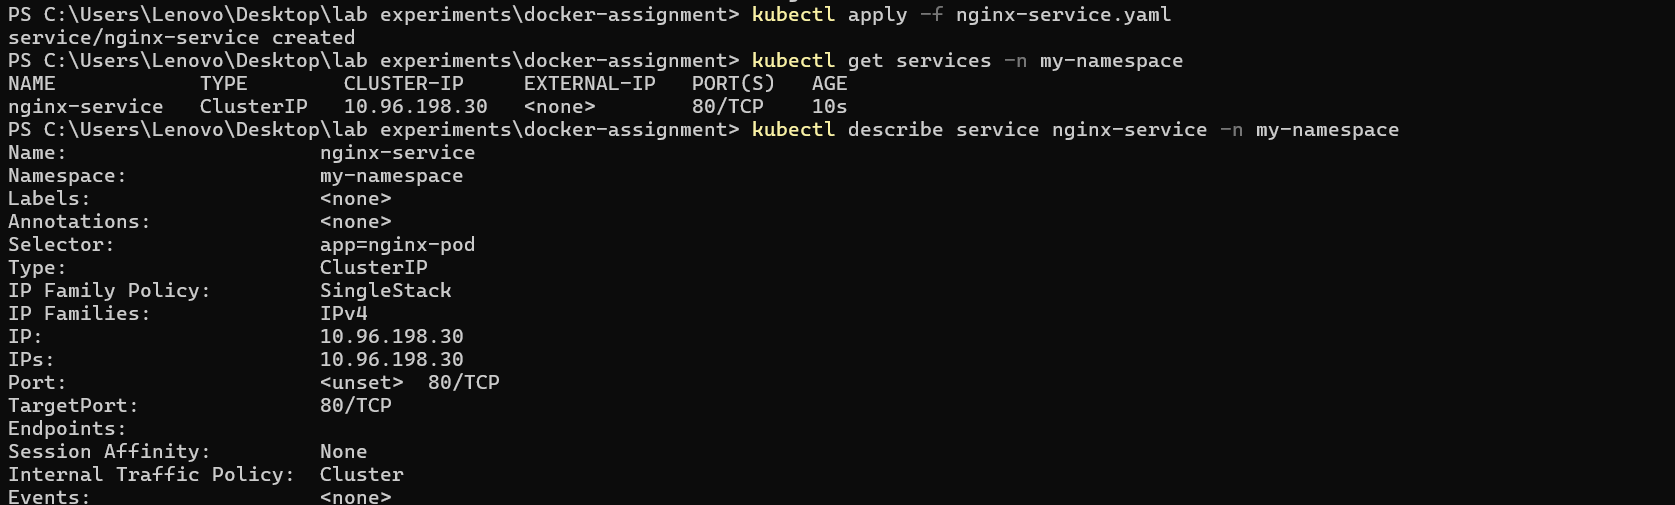 PS C:\Users\Lenovo\Desktop\lab experiments\docker-assignment> kubectl apply -f nginx-service.yaml
service/nginx-service created
PS C:\Users\Lenovo\Desktop\lab experiments\docker-assignment> kubectl get services -n my-namespace
NAME            TYPE        CLUSTER-IP     EXTERNAL-IP   PORT(S)   AGE
nginx-service   ClusterIP   10.96.198.30   <none>        80/TCP    10s
PS C:\Users\Lenovo\Desktop\lab experiments\docker-assignment> kubectl describe service nginx-service -n my-namespace
Name:                     nginx-service
Namespace:                my-namespace
Labels:                   <none>
Annotations:              <none>
Selector:                 app=nginx-pod
Type:                     ClusterIP
IP Family Policy:         SingleStack
IP Families:              IPv4
IP:                       10.96.198.30
IPs:                      10.96.198.30
Port:                     <unset>  80/TCP
TargetPort:               80/TCP
Endpoints:
Session Affinity:         None
Internal Traffic Policy:  Cluster
Events:                   <none>